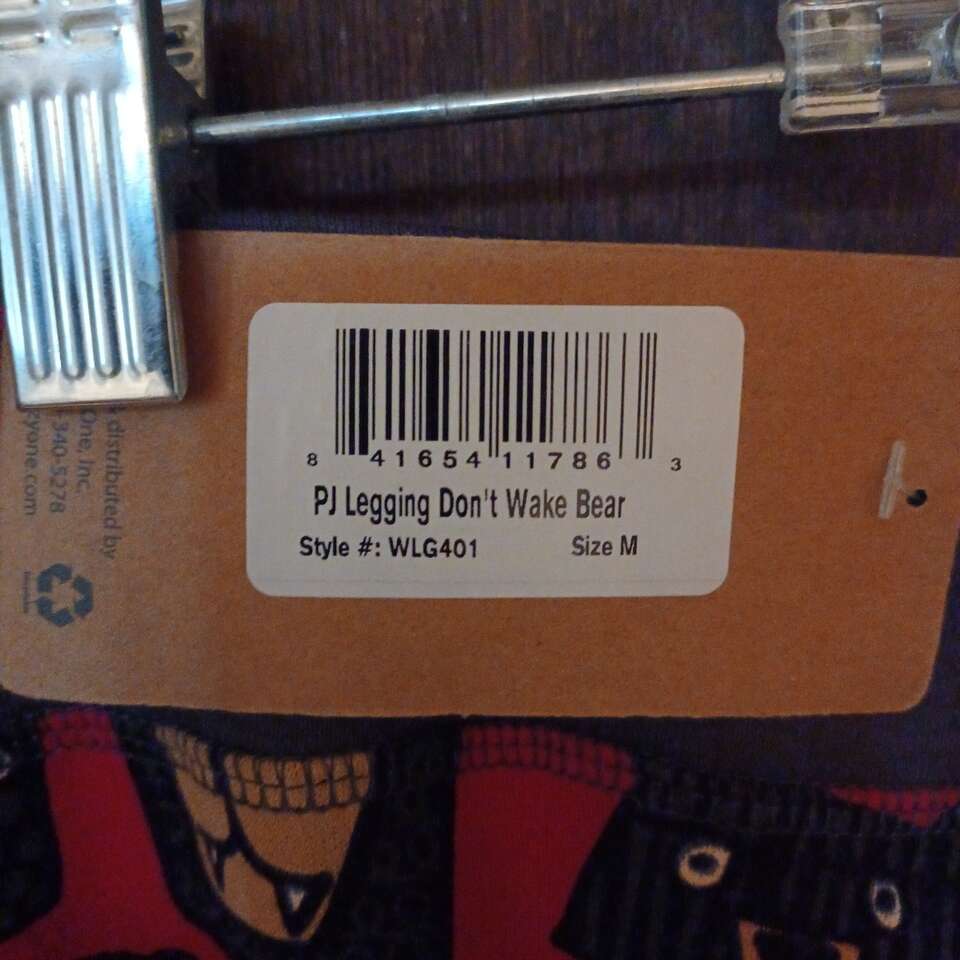 8 41654 11786 3
PJ Legging Don't Wake Bear
Style #: WLG401 Size M
distributed by
One, Inc.
340-5278
zyone.com